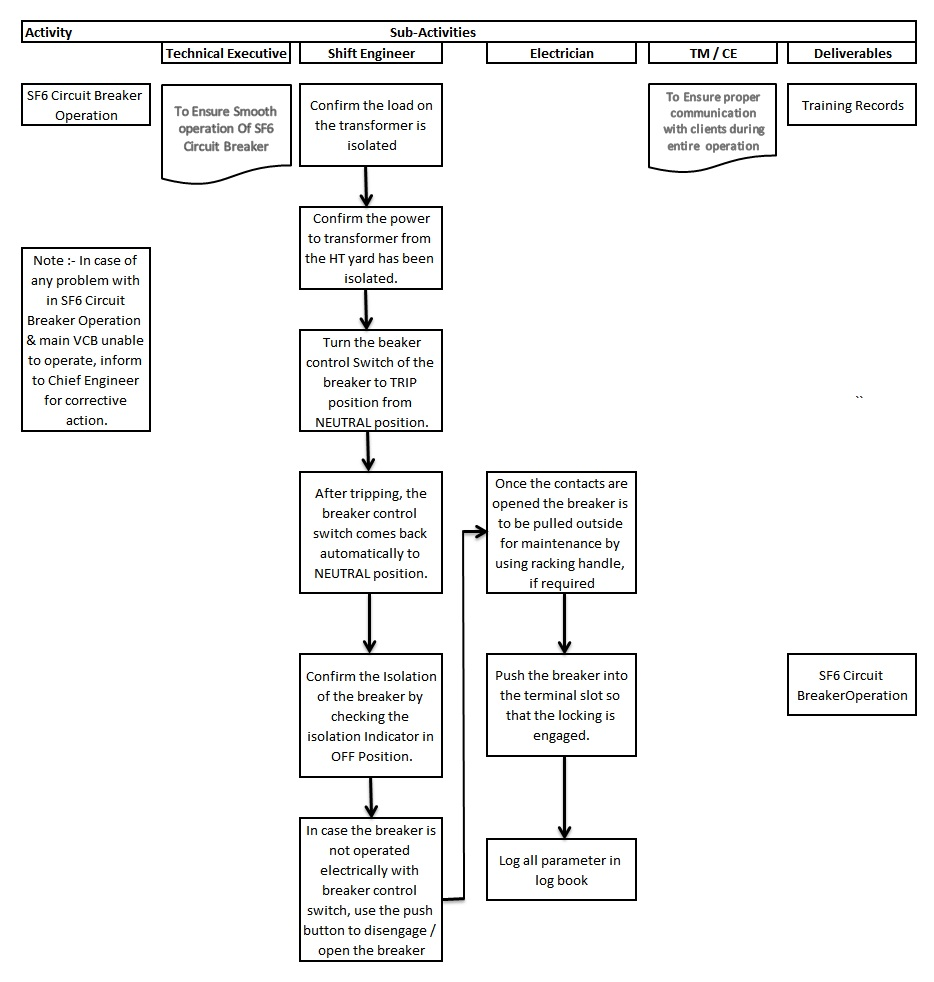 Activity
Sub-Activities
Technical Executive
Shift Engineer
Electrician
TM / CE
Deliverables
SF6 Circuit Breaker
Operation
To Ensure Smooth
operation Of SF6
Circuit Breaker
Confirm the load on
the transformer is
isolated
To Ensure proper
communication
with clients during
entire operation
Training Records
Confirm the power
to transformer from
the HT yard has been
isolated.
Note :- In case of
any problem with
in SF6 Circuit
Breaker Operation
& main VCB unable
to operate, inform
to Chief Engineer
for corrective
action.
Turn the beaker
control Switch of the
breaker to TRIP
position from
NEUTRAL position.
``
After tripping, the
breaker control
switch comes back
automatically to
NEUTRAL position.
Once the contacts are
opened the breaker is
to be pulled outside
for maintenance by
using racking handle,
if required
Confirm the Isolation
of the breaker by
checking the
isolation Indicator in
OFF Position.
Push the breaker into
the terminal slot so
that the locking is
engaged.
SF6 Circuit
BreakerOperation
In case the breaker is
not operated
electrically with
breaker control
switch, use the push
button to disengage /
open the breaker
Log all parameter in
log book